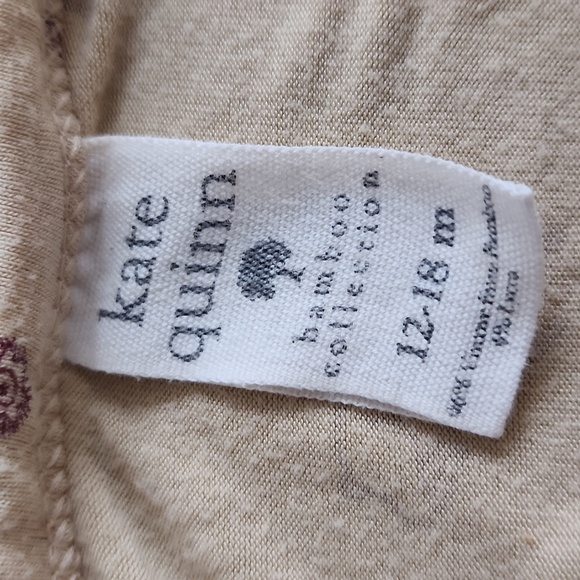 kate
quinn
bamboo
collection
12-18 m